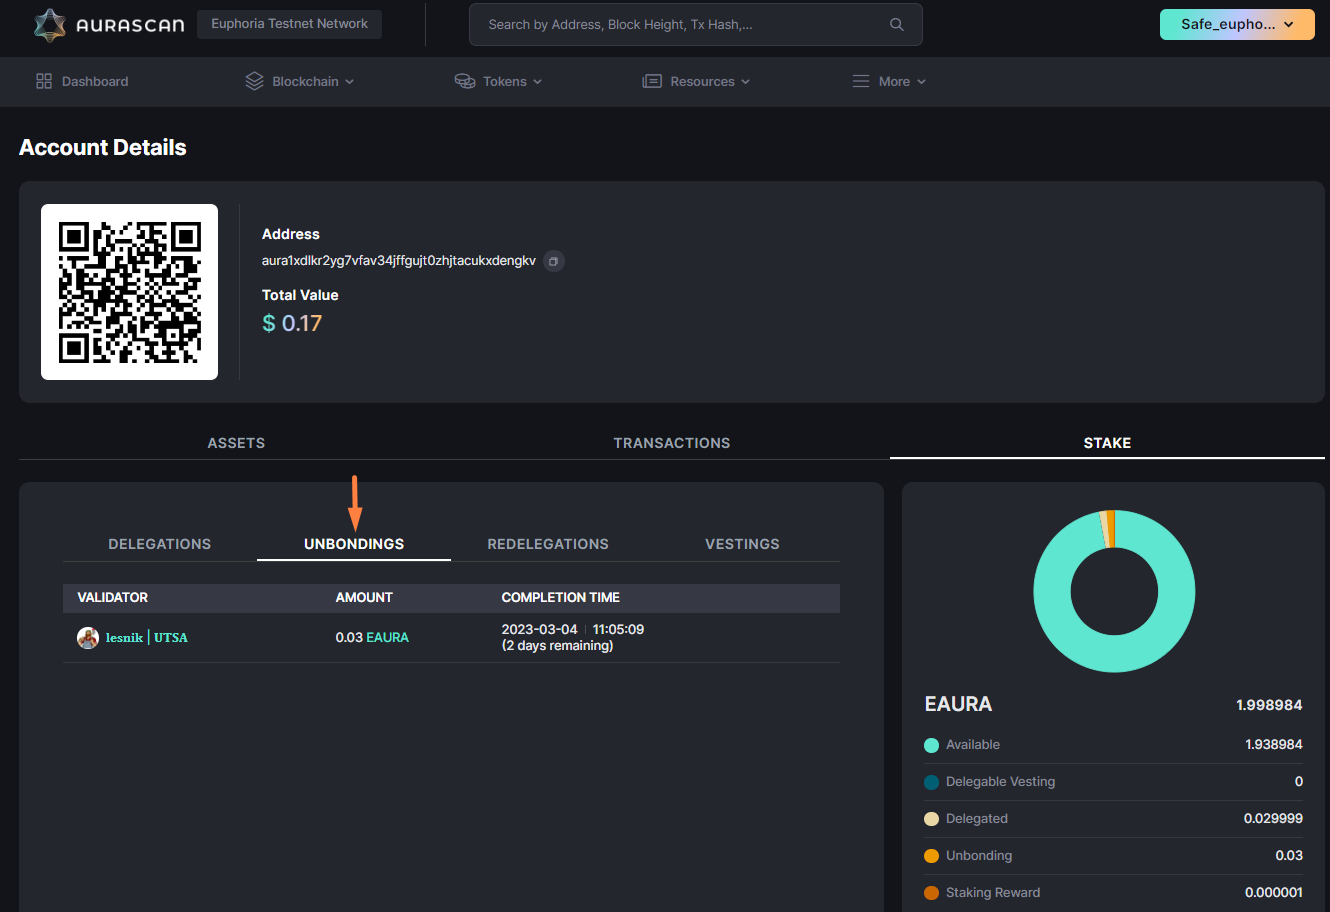 AURASCAN
Euphoria Testnet Network
Search by Address, Block Height, Tx Hash,...
Safe_eupho...
Dashboard
Blockchain
Tokens
Resources
More
Account Details
Address
aura1xdlkr2yg7vfav34jffgujt0zhjtacukxdengkv
Total Value
$ 0.17
ASSETS
TRANSACTIONS
STAKE
DELEGATIONS
UNBONDINGS
REDELEGATIONS
VESTINGS
VALIDATOR
AMOUNT
COMPLETION TIME
lesnik | UTSA
0.03 EAURA
2023-03-04 | 11:05:09
(2 days remaining)
EAURA 1.998984
Available 1.938984
Delegable Vesting 0
Delegated 0.029999
Unbonding 0.03
Staking Reward 0.000001